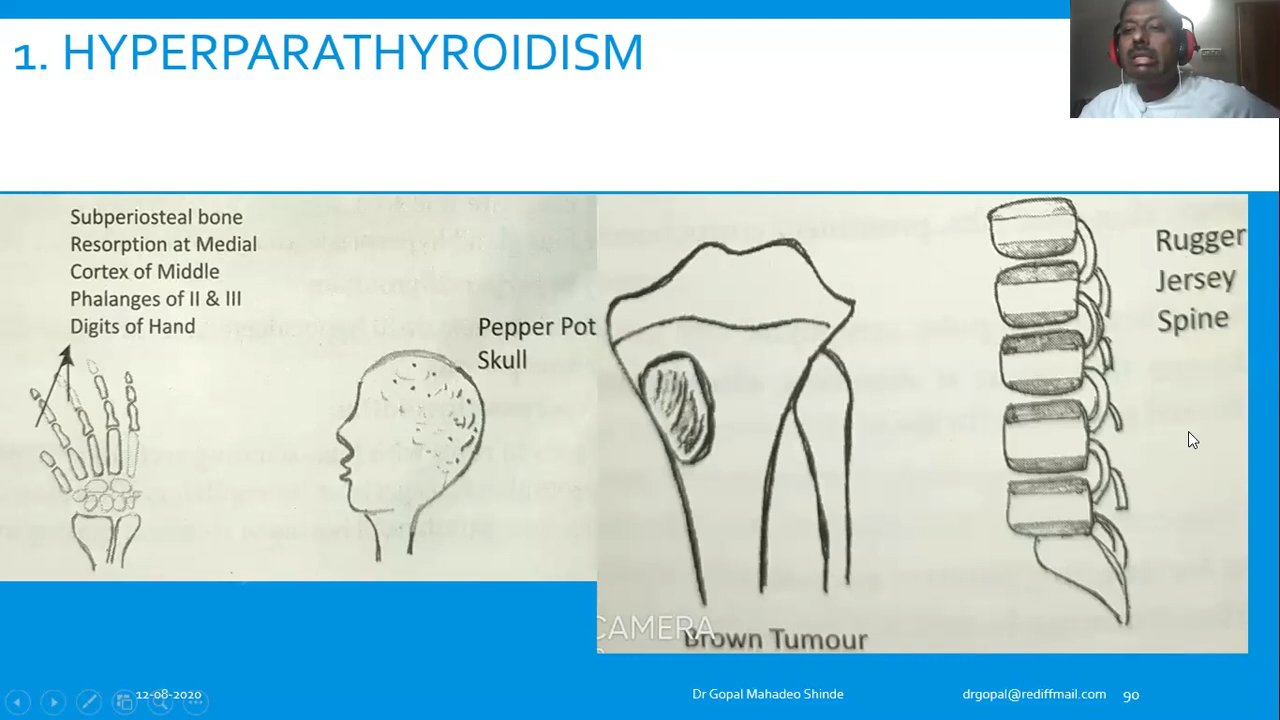 1. HYPERPARATHYROIDISM
Subperiosteal bone
Resorption at Medial
Cortex of Middle
Phalanges of II & III
Digits of Hand
Pepper Pot
Skull
Rugger
Jersey
Spine
CAMERA
Brown Tumour
12-08-2020
Dr Gopal Mahadeo Shinde
drgopal@rediffmail.com
90